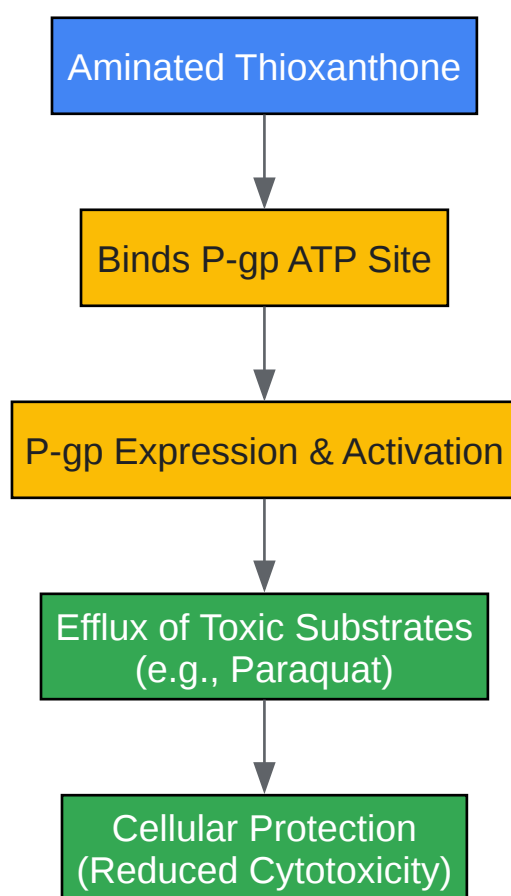 Aminated Thioxanthone
Binds P-gp ATP Site
P-gp Expression & Activation
Efflux of Toxic Substrates
(e.g., Paraquat)
Cellular Protection
(Reduced Cytotoxicity)